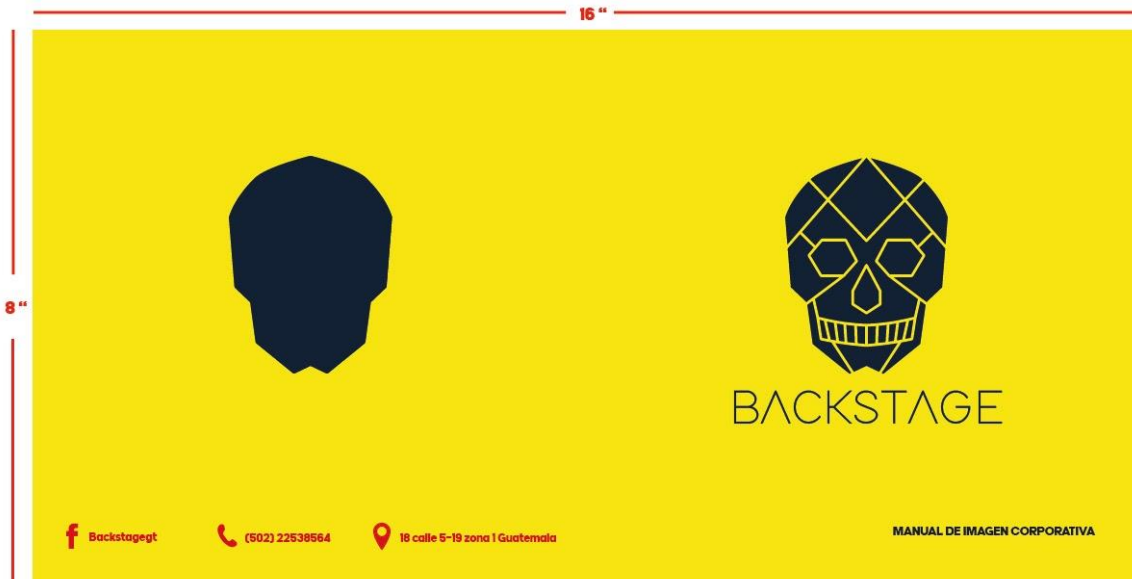 16 “
8 “
BACKSTAGE
Backstagegt
(502) 22538564
18 calle 5-19 zona 1 Guatemala
MANUAL DE IMAGEN CORPORATIVA